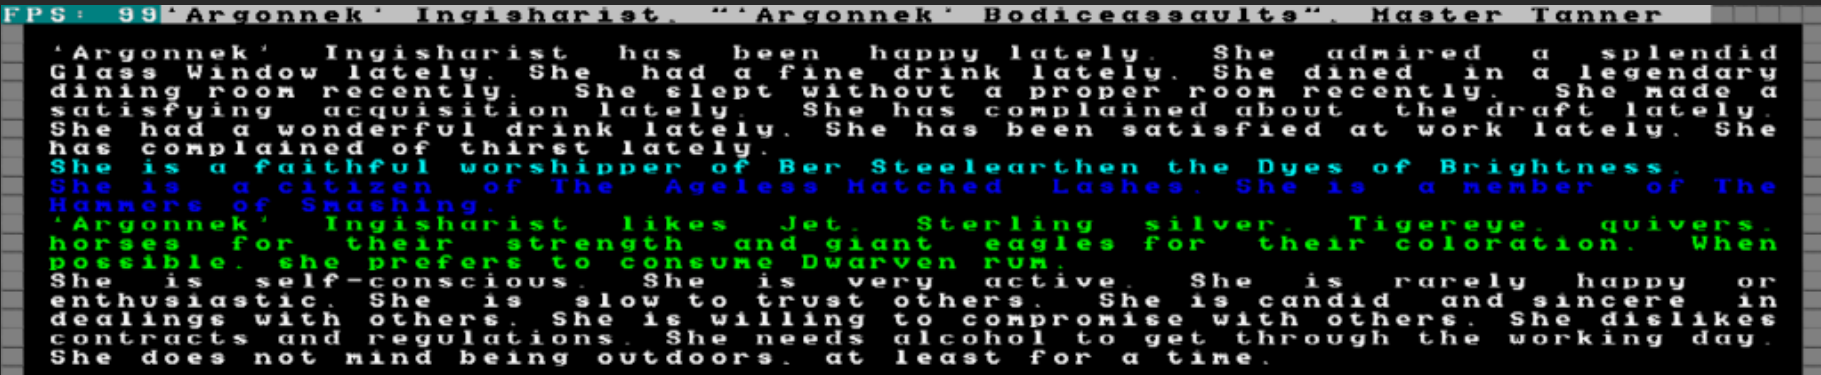 FPS: 99 `Argonnek' Ingisharist, "`Argonnek' Bodiceassaults", Master Tanner
`Argonnek' Ingisharist has been happy lately. She admired a splendid
Glass Window lately. She had a fine drink lately. She dined in a legendary
dining room recently. She slept without a proper room recently. She made a
satisfying acquisition lately. She has complained about the draft lately.
She had a wonderful drink lately. She has been satisfied at work lately. She
has complained of thirst lately.
She is a faithful worshipper of Ber Steelearthen the Dyes of Brightness.
She is a citizen of The Ageless Matched Lashes. She is a member of The
Hammers of Smashing.
`Argonnek' Ingisharist likes Jet, Sterling silver, Tigereye, quivers,
horses for their strength and giant eagles for their coloration. When
possible, she prefers to consume Dwarven rum.
She is self-conscious. She is very active. She is rarely happy or
enthusiastic. She is slow to trust others. She is candid and sincere in
dealings with others. She is willing to compromise with others. She dislikes
contracts and regulations. She needs alcohol to get through the working day.
She does not mind being outdoors, at least for a time.